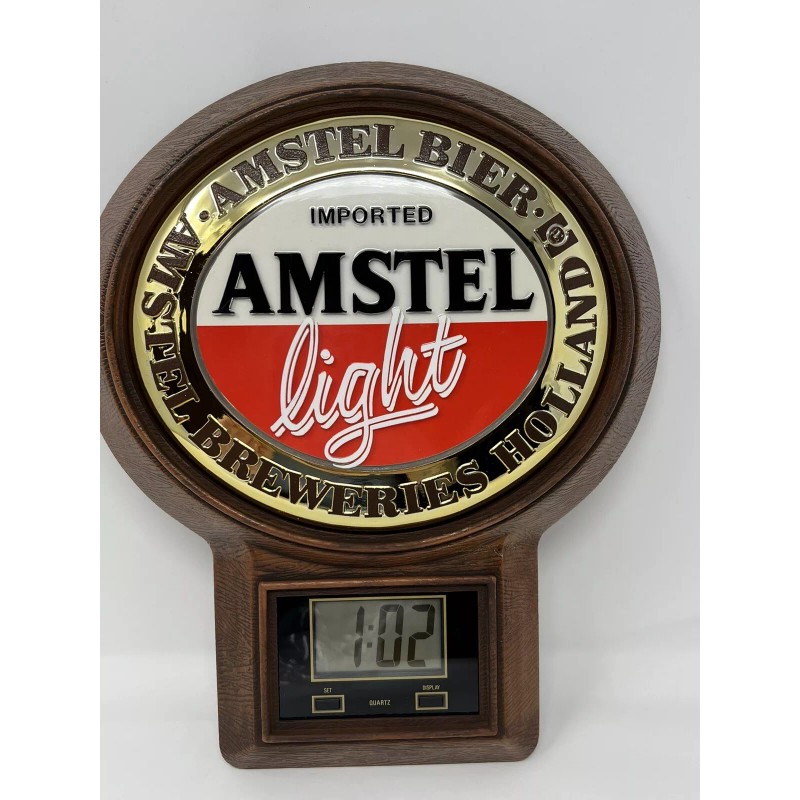 · AMSTEL BIER ·
AMSTEL BREWERIES HOLLAND
IMPORTED
AMSTEL
light
1:02
SET
DISPLAY
QUARTZ